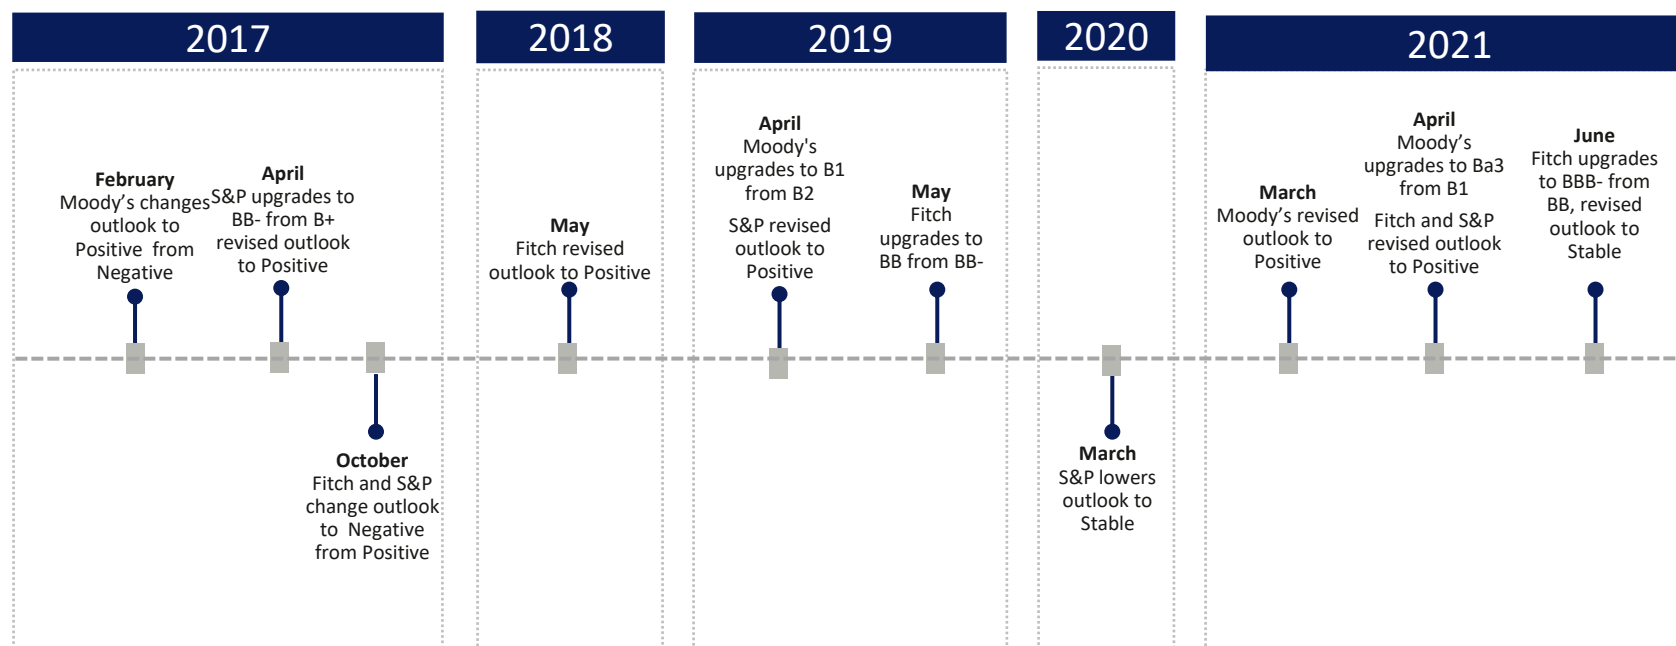 2017
February
Moody’s changes
outlook to
Positive  from
Negative
April
S&P upgrades to
BB- from B+
revised outlook
to Positive
October
Fitch and S&P
change outlook
to  Negative
from Positive
2018
May
Fitch revised
outlook to Positive
2019
April
Moody's
upgrades to B1
from B2
S&P revised
outlook to
Positive
May
Fitch
upgrades to
BB from BB-
2020
March
S&P lowers
outlook to
Stable
2021
March
Moody’s revised
outlook to
Positive
April
Moody’s
upgrades to Ba3
from B1
Fitch and S&P
revised outlook
to Positive
June
Fitch upgrades
to BBB- from
BB, revised
outlook to
Stable